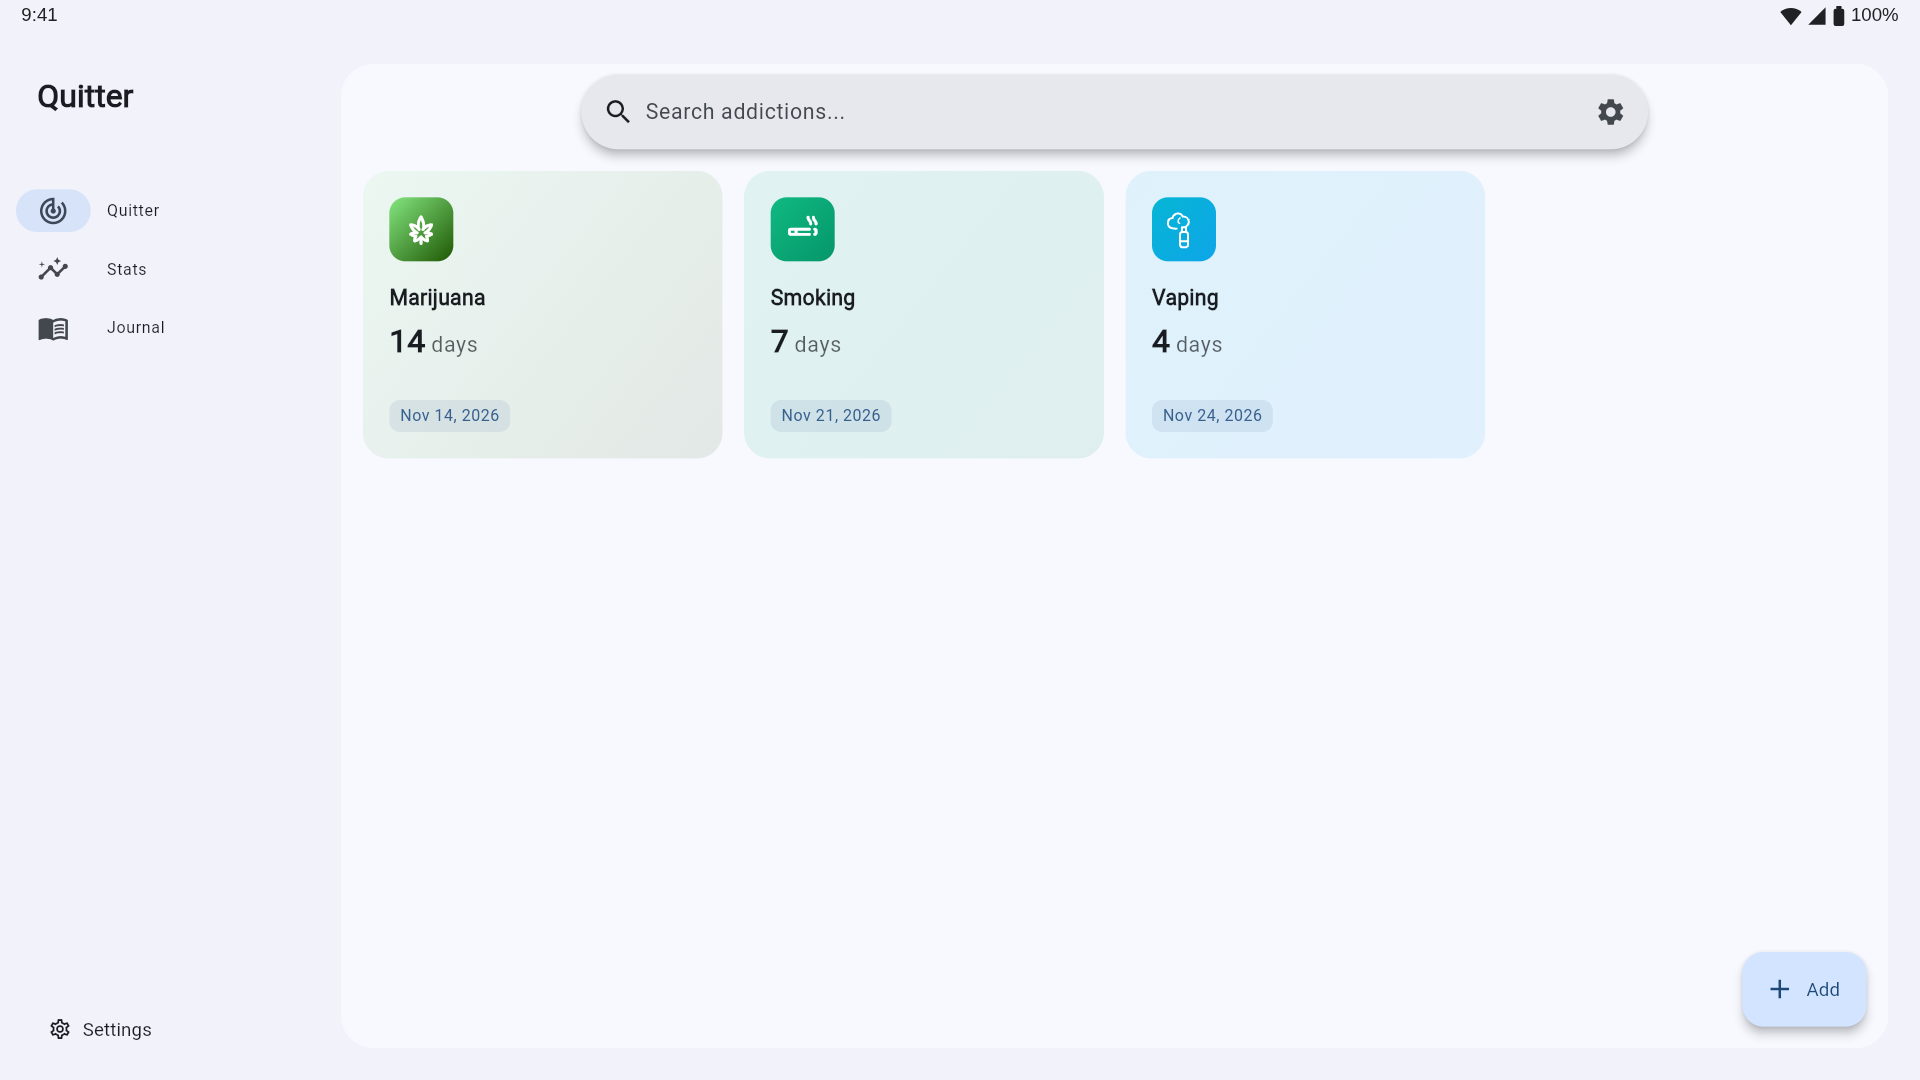 9:41
100%
Quitter
Search addictions...
Quitter
Stats
Journal
Marijuana
14 days
Nov 14, 2026
Smoking
7 days
Nov 21, 2026
Vaping
4 days
Nov 24, 2026
Add
Settings